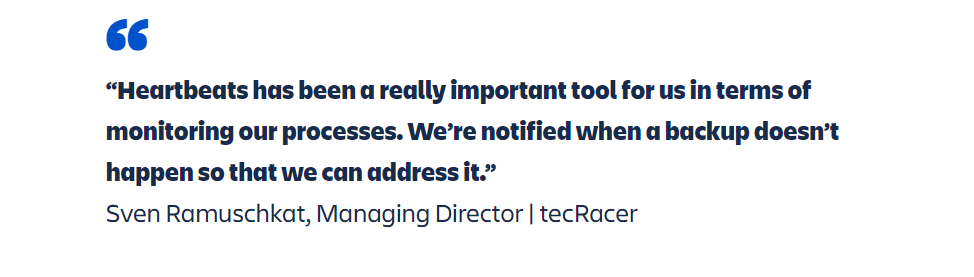 “Heartbeats has been a really important tool for us in terms of
monitoring our processes. We’re notified when a backup doesn’t
happen so that we can address it.”
Sven Ramuschkat, Managing Director | tecRacer